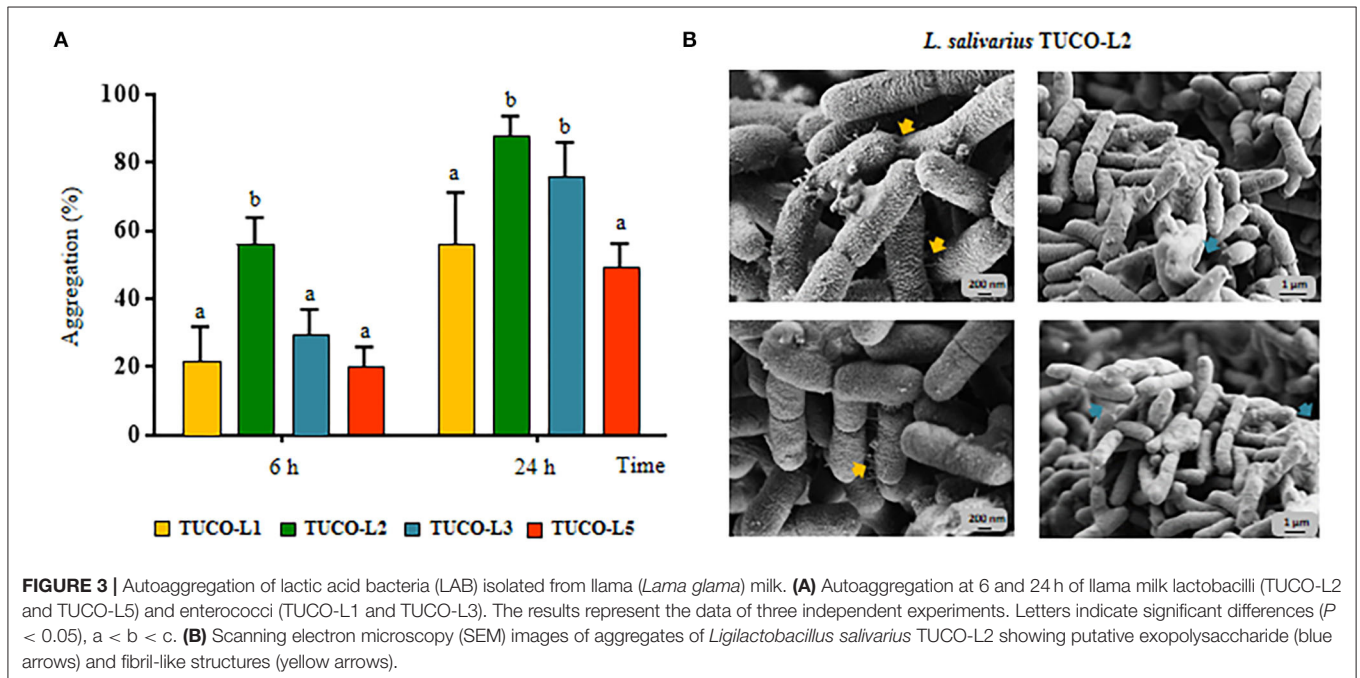 A
B
L. salivarius TUCO-L2
Aggregation (%)
100
80
60
40
20
0
a
b
a
a
a
b
b
a
6 h
24 h
Time
TUCO-L1 TUCO-L2 TUCO-L3 TUCO-L5
200 nm
1 µm
200 nm
1 µm
FIGURE 3 | Autoaggregation of lactic acid bacteria (LAB) isolated from llama (Lama glama) milk. (A) Autoaggregation at 6 and 24 h of llama milk lactobacilli (TUCO-L2
and TUCO-L5) and enterococci (TUCO-L1 and TUCO-L3). The results represent the data of three independent experiments. Letters indicate significant differences (P
< 0.05), a < b < c. (B) Scanning electron microscopy (SEM) images of aggregates of Ligilactobacillus salivarius TUCO-L2 showing putative exopolysaccharide (blue
arrows) and fibril-like structures (yellow arrows).